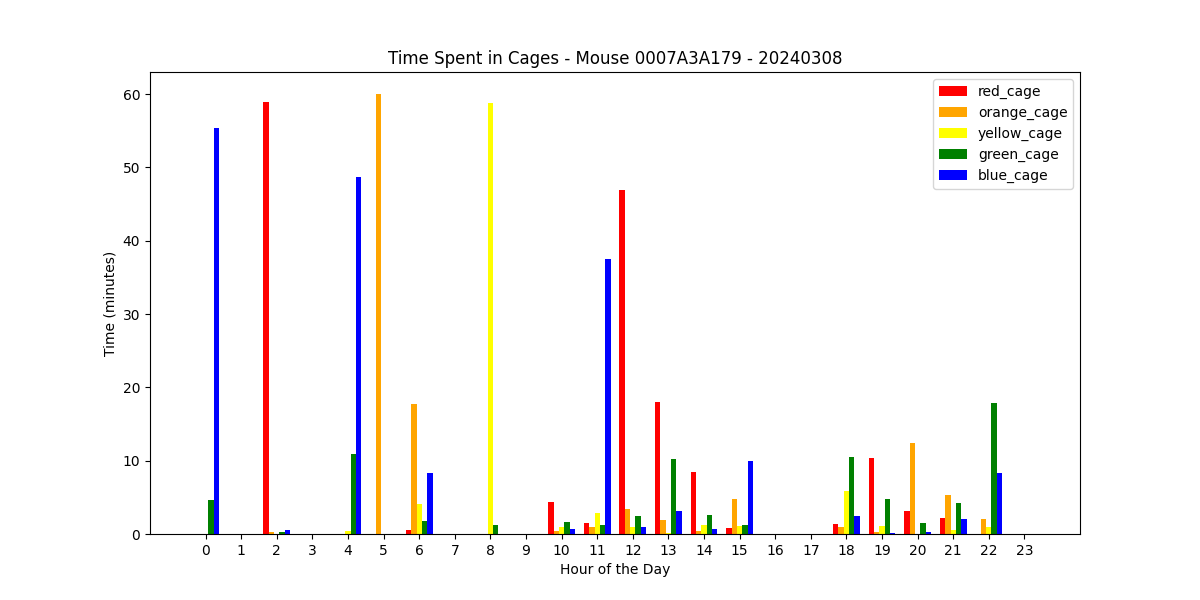 Time Spent in Cages - Mouse 0007A3A179 - 20240308
red_cage
orange_cage
yellow_cage
green_cage
blue_cage
Time (minutes)
60
50
40
30
20
10
0
0 1 2 3 4 5 6 7 8 9 10 11 12 13 14 15 16 17 18 19 20 21 22 23
Hour of the Day